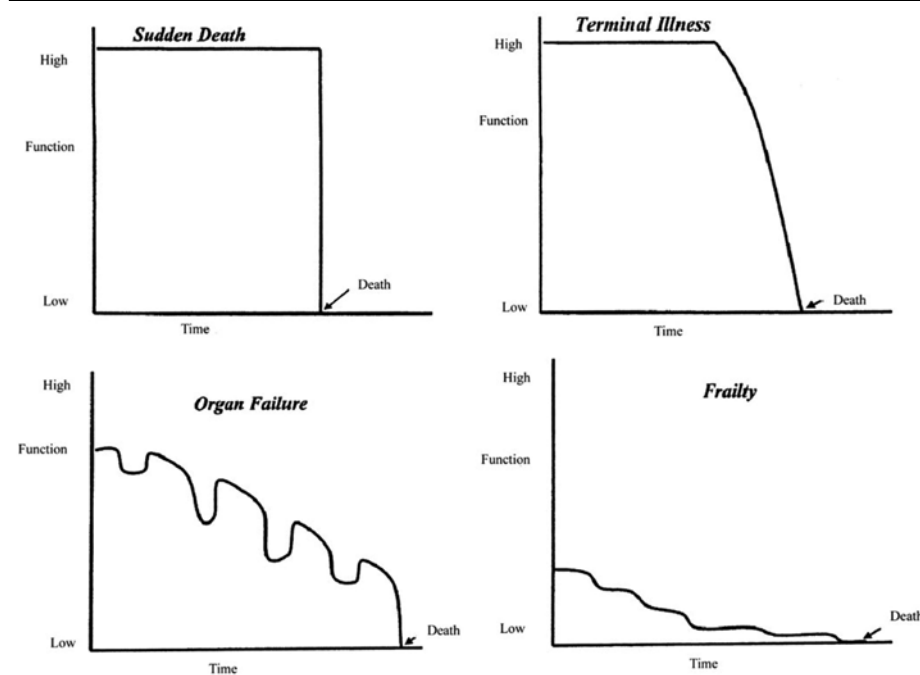 Sudden Death
High
Function
Low
Death
Time
Terminal Illness
High
Function
Low
Death
Time
Organ Failure
High
Function
Low
Death
Time
Frailty
High
Function
Low
Death
Time